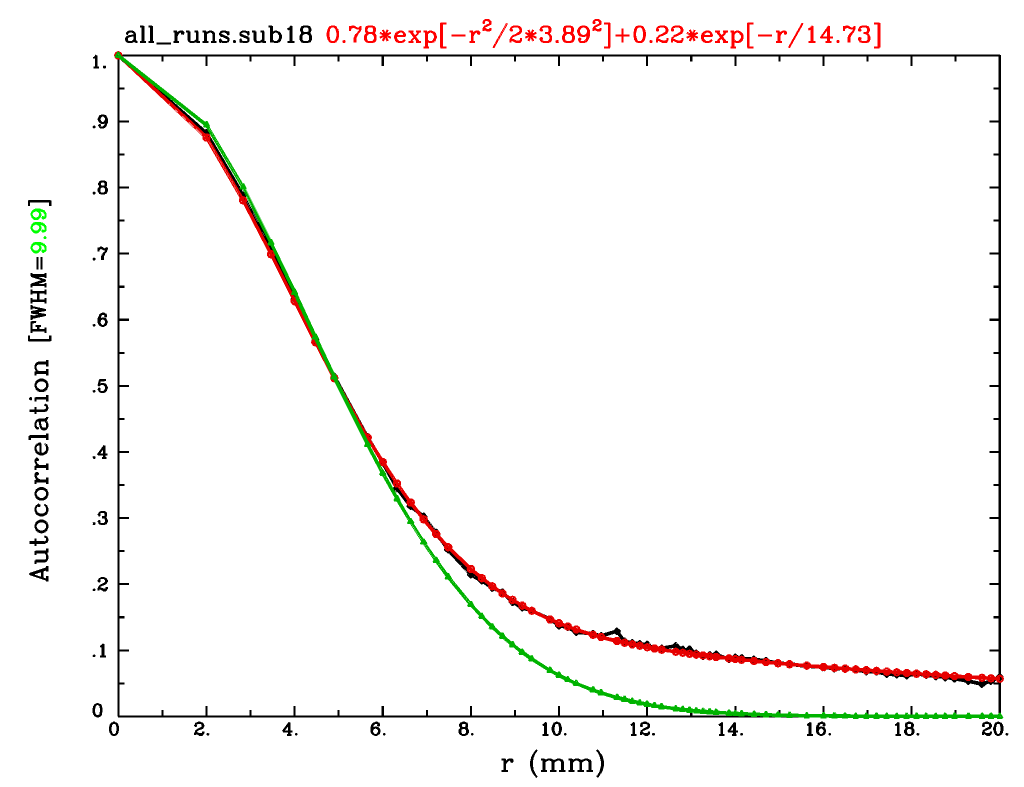 all_runs.sub18 0.78*exp[-r²/2*3.89²]+0.22*exp[-r/14.73]
1.
.9
.8
.7
.6
.5
.4
.3
.2
.1
0
Autocorrelation [FWHM=9.99]
0. 2. 4. 6. 8. 10. 12. 14. 16. 18. 20.
r (mm)